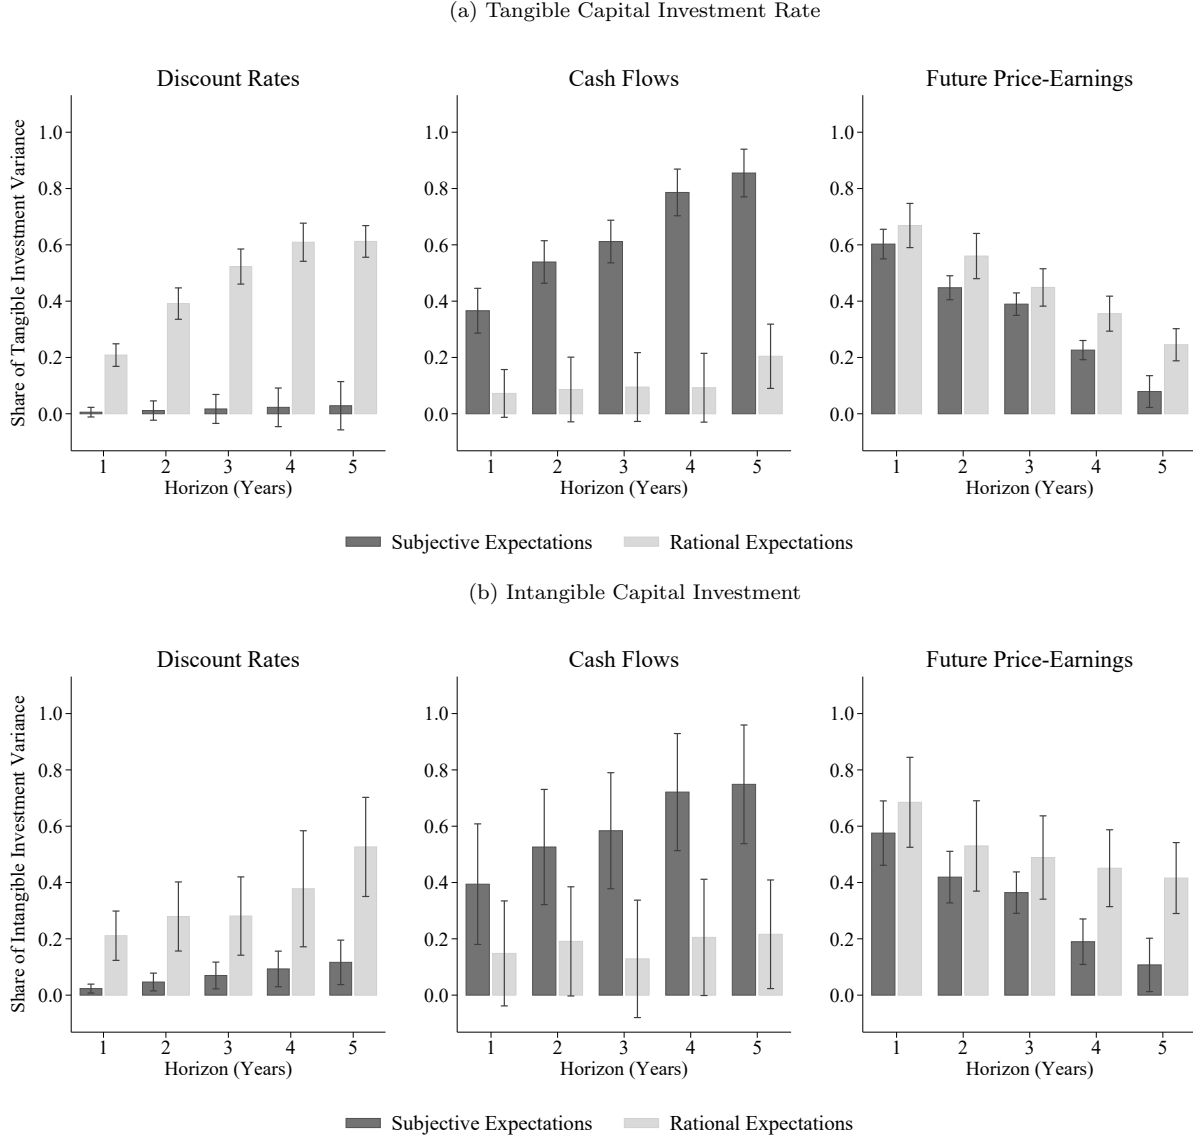 (a) Tangible Capital Investment Rate
Discount Rates
Cash Flows
Future Price-Earnings
Share of Tangible Investment Variance
1.0
0.8
0.6
0.4
0.2
0.0
1 2 3 4 5
Horizon (Years)
1.0
0.8
0.6
0.4
0.2
0.0
1 2 3 4 5
Horizon (Years)
1.0
0.8
0.6
0.4
0.2
0.0
1 2 3 4 5
Horizon (Years)
Subjective Expectations
Rational Expectations
(b) Intangible Capital Investment
Discount Rates
Cash Flows
Future Price-Earnings
Share of Intangible Investment Variance
1.0
0.8
0.6
0.4
0.2
0.0
1 2 3 4 5
Horizon (Years)
1.0
0.8
0.6
0.4
0.2
0.0
1 2 3 4 5
Horizon (Years)
1.0
0.8
0.6
0.4
0.2
0.0
1 2 3 4 5
Horizon (Years)
Subjective Expectations
Rational Expectations